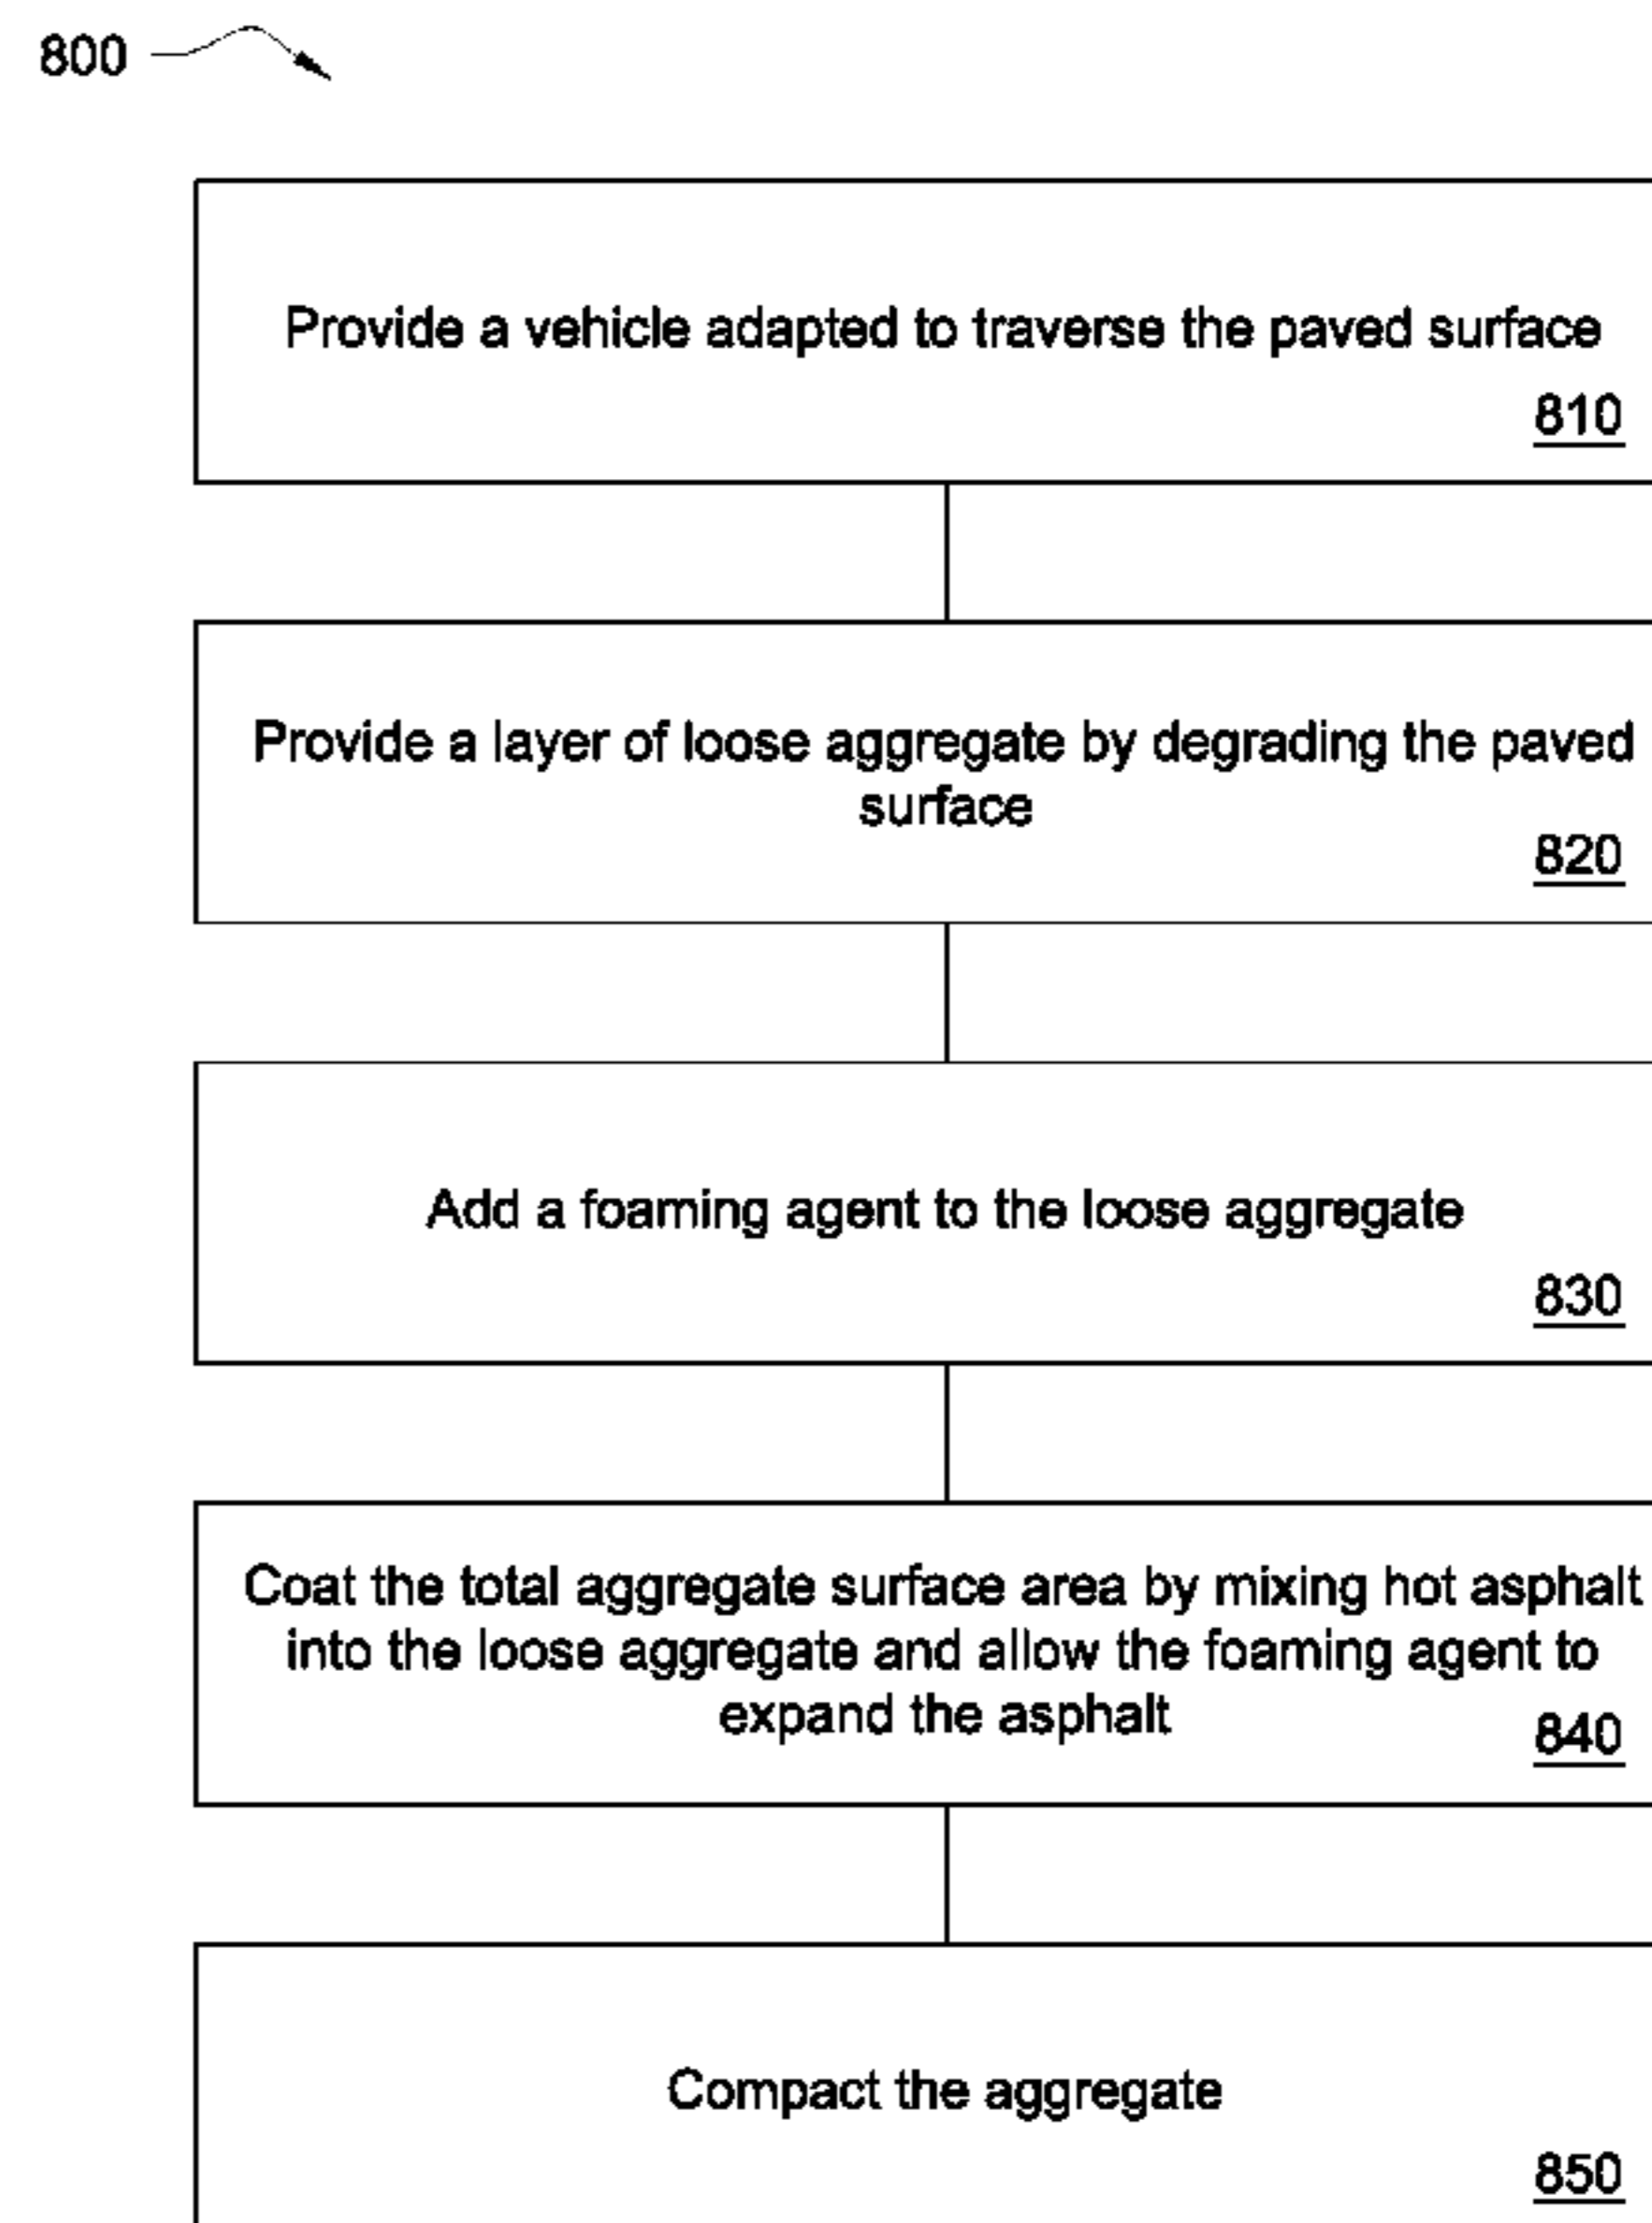 800
Provide a vehicle adapted to traverse the paved surface
810
Provide a layer of loose aggregate by degrading the paved
surface
820
Add a foaming agent to the loose aggregate
830
Coat the total aggregate surface area by mixing hot asphalt
into the loose aggregate and allow the foaming agent to
expand the asphalt
840
Compact the aggregate
850